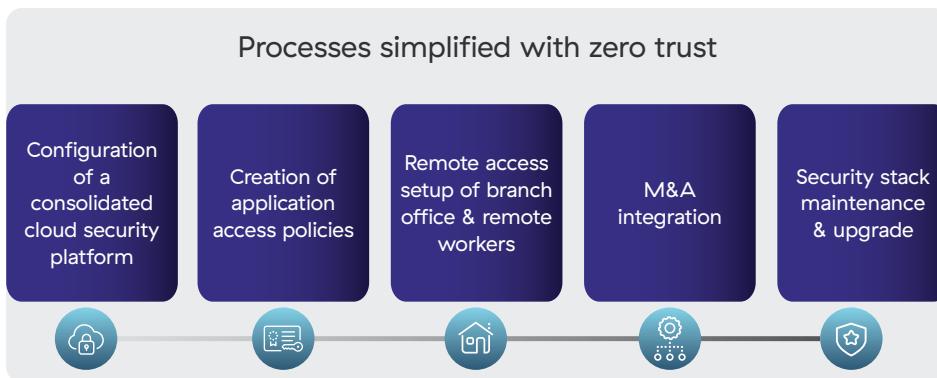 Processes simplified with zero trust
Configuration
of a
consolidated
cloud security
platform
Creation of
application
access policies
Remote access
setup of branch
office & remote
workers
M&A
integration
Security stack
maintenance
& upgrade